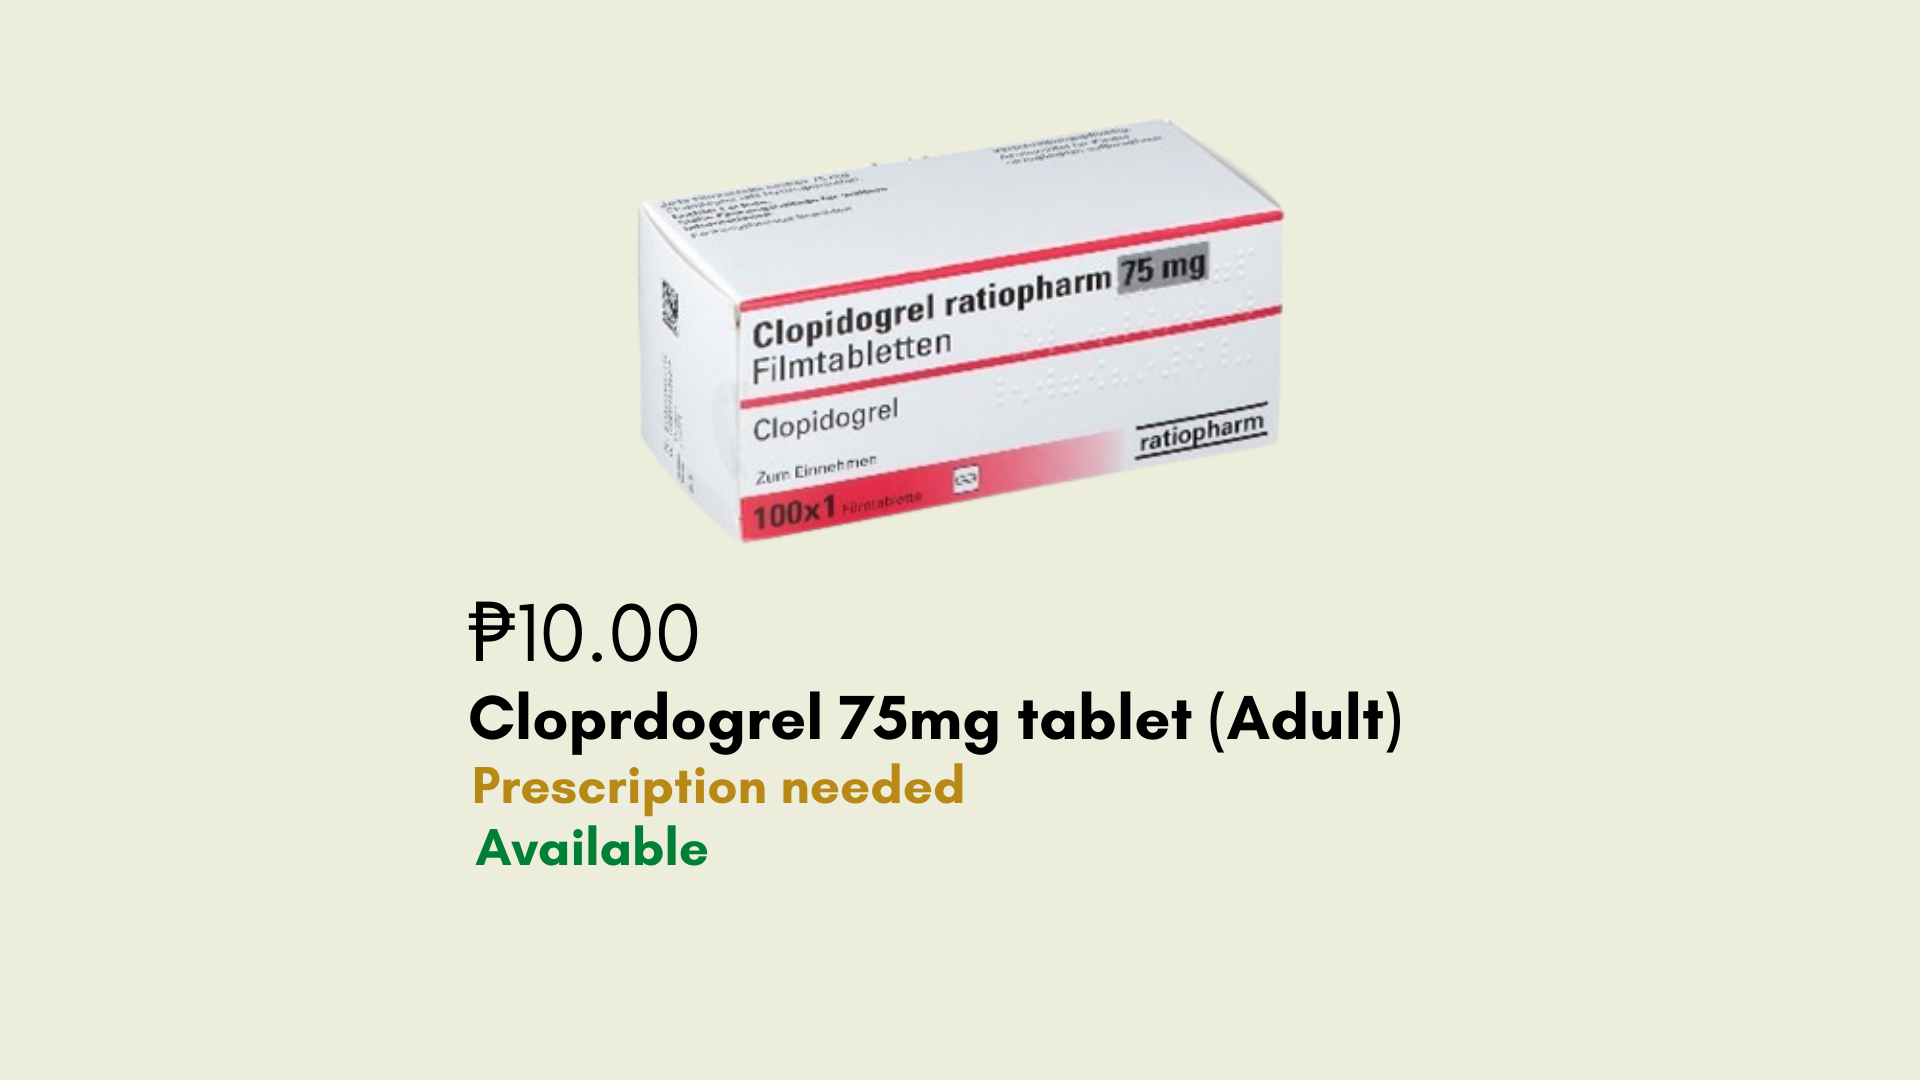 Clopidogrel ratiopharm 75 mg
Filmtabletten
Clopidogrel
Zum Einnehmen
ratiopharm
100x1 Filmtablette
₱10.00
Cloprdogrel 75mg tablet (Adult)
Prescription needed
Available